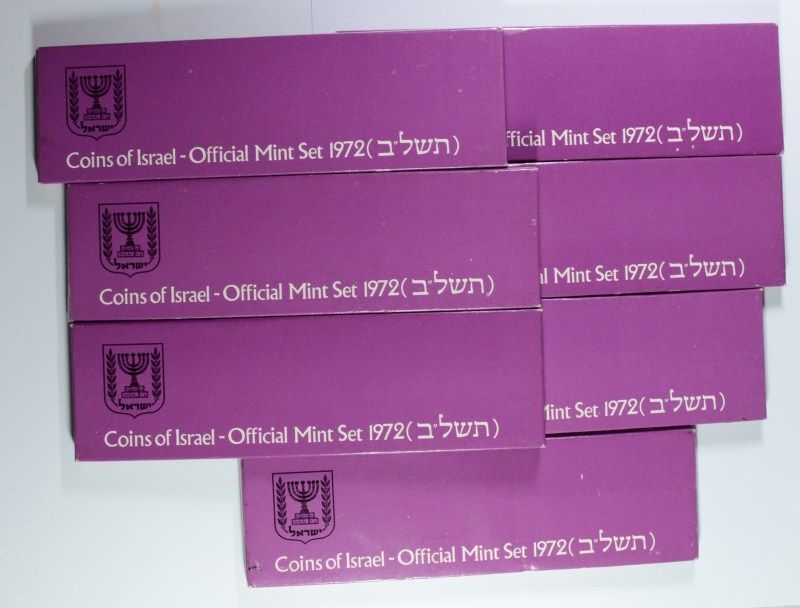 ישראל
Coins of Israel - Official Mint Set 1972 (תשל״ב)
fficial Mint Set 1972 (תשל״ב)
ישראל
Coins of Israel - Official Mint Set 1972 (תשל״ב)
al Mint Set 1972 (תשל״ב)
ישראל
Coins of Israel - Official Mint Set 1972 (תשל״ב)
Mint Set 1972 (תשל״ב)
ישראל
Coins of Israel - Official Mint Set 1972 (תשל״ב)